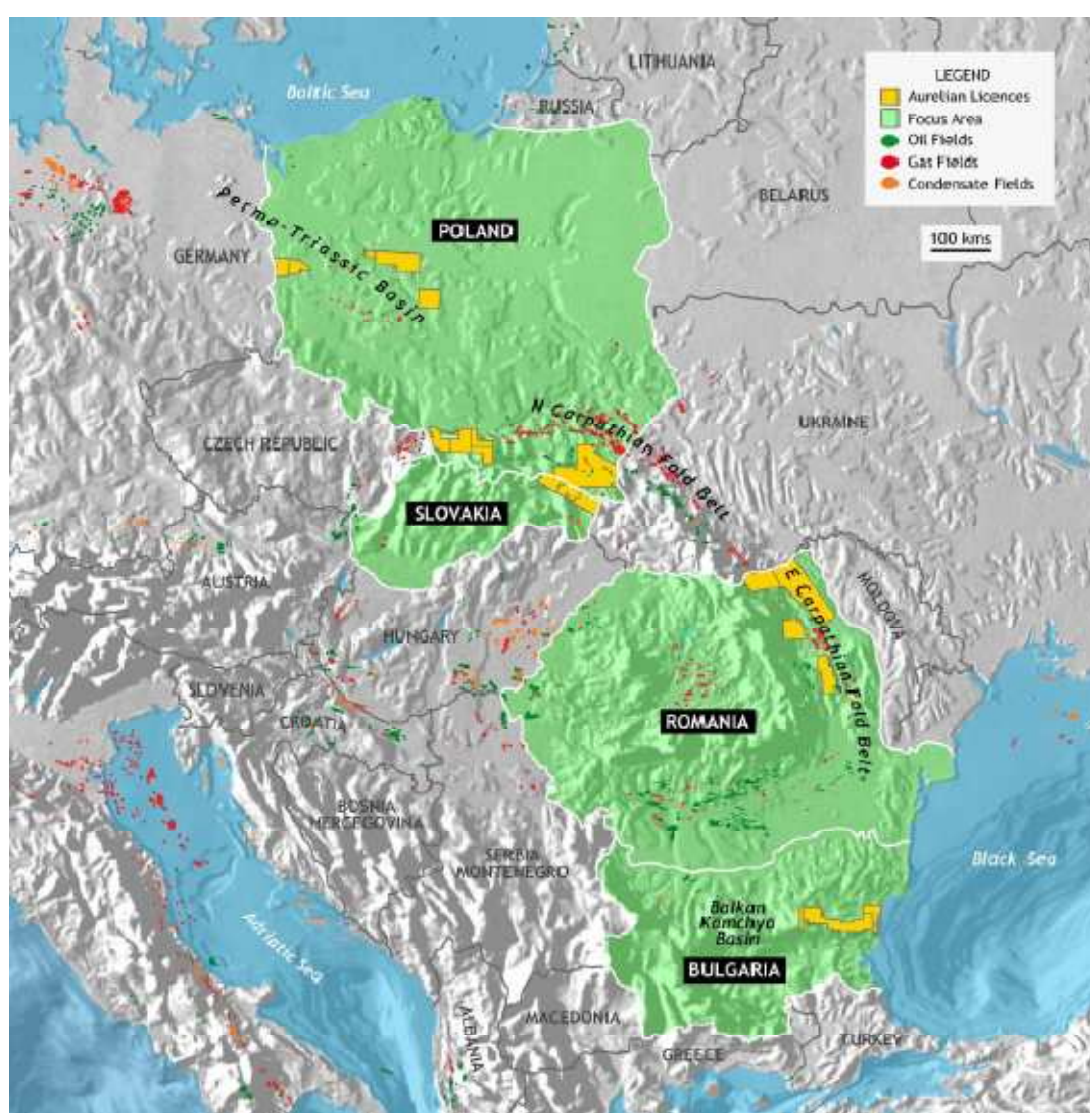 Baltic Sea
LITHUANIA
RUSSIA
LEGEND
Aurelian Licences
Focus Area
Oil Fields
Gas Fields
Condensate Fields
BELARUS
100 kms
POLAND
Permo-Triassic Basin
GERMANY
N Carpathian Fold Belt
UKRAINE
CZECH REPUBLIC
SLOVAKIA
AUSTRIA
MOLDOVA
E Carpathian Fold Belt
HUNGARY
SLOVENIA
CROATIA
ROMANIA
BOSNIA
HERCEGOVINA
SERBIA
MONTENEGRO
Black Sea
Adriatic Sea
Balkan
Kamchya
Basin
BULGARIA
MACEDONIA
ALBANIA
GREECE
TURKEY